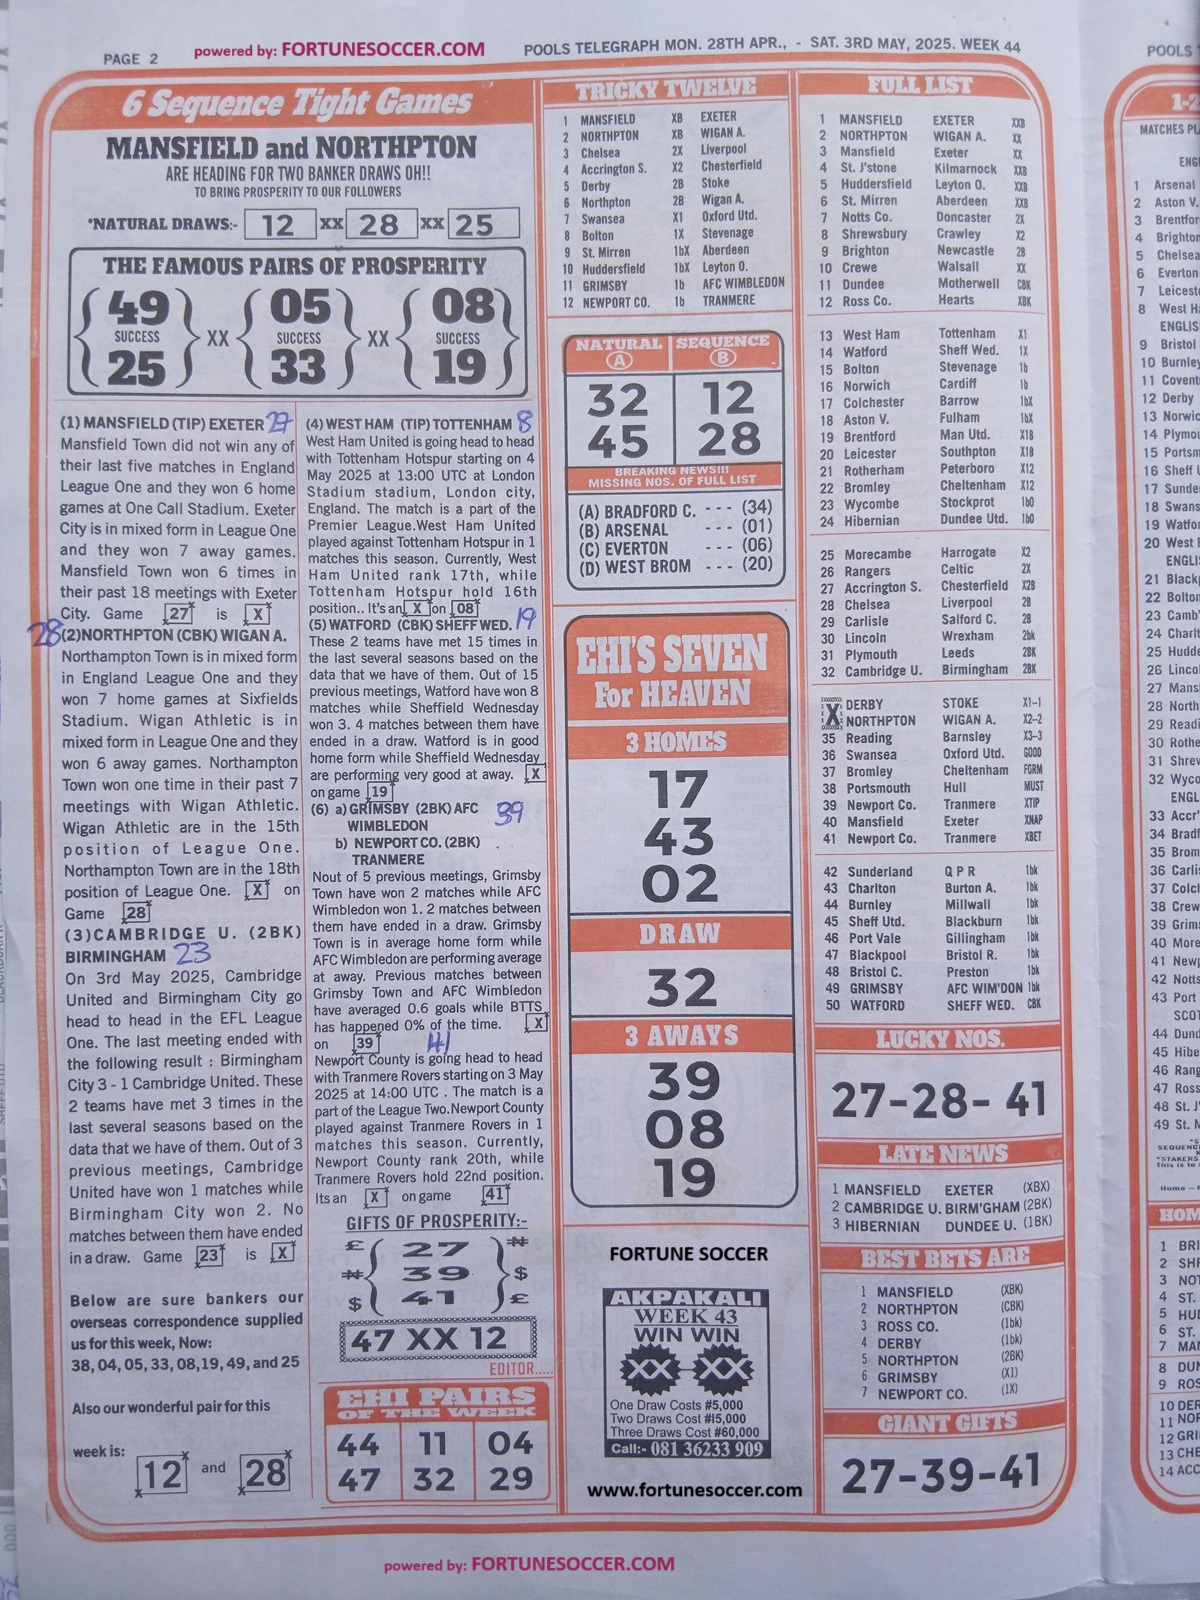 PAGE 2
powered by: FORTUNESOCCER.COM
POOLS TELEGRAPH MON. 28TH APR., - SAT. 3RD MAY, 2025. WEEK 44
6 Sequence Tight Games
MANSFIELD and NORTHPTON
ARE HEADING FOR TWO BANKER DRAWS OH!!
TO BRING PROSPERITY TO OUR FOLLOWERS
*NATURAL DRAWS:- 12 XX 28 XX 25
THE FAMOUS PAIRS OF PROSPERITY
49 05 08
SUCCESS XX SUCCESS XX SUCCESS
25 33 19
(1) MANSFIELD (TIP) EXETER 27
Mansfield Town did not win any of
their last five matches in England
League One and they won 6 home
games at One Call Stadium. Exeter
City is in mixed form in League One
and they won 7 away games.
Mansfield Town won 6 times in
their past 18 meetings with Exeter
City. Game 27 is X
28
(2)NORTHPTON (CBK) WIGAN A.
Northampton Town is in mixed form
in England League One and they
won 7 home games at Sixfields
Stadium. Wigan Athletic is in
mixed form in League One and they
won 6 away games. Northampton
Town won one time in their past 7
meetings with Wigan Athletic.
Wigan Athletic are in the 15th
position of League One.
Northampton Town are in the 18th
position of League One. X on
Game 28
(3)CAMBRIDGE U. (2BK)
BIRMINGHAM 23
On 3rd May 2025, Cambridge
United and Birmingham City go
head to head in the EFL League
One. The last meeting ended with
the following result : Birmingham
City 3 - 1 Cambridge United. These
2 teams have met 3 times in the
last several seasons based on the
data that we have of them. Out of 3
previous meetings, Cambridge
United have won 1 matches while
Birmingham City won 2. No
matches between them have ended
in a draw. Game 23 is X
Below are sure bankers our
overseas correspondence supplied
us for this week, Now:
38, 04, 05, 33, 08,19, 49, and 25
Also our wonderful pair for this
week is:
12 and 28
(4) WEST HAM (TIP) TOTTENHAM 8
West Ham United is going head to head
with Tottenham Hotspur starting on 4
May 2025 at 13:00 UTC at London
Stadium stadium, London city,
England. The match is a part of the
Premier League.West Ham United
played against Tottenham Hotspur in 1
matches this season. Currently, West
Ham United rank 17th, while
Tottenham Hotspur hold 16th
position.. It's an X on 08
(5) WATFORD (CBK) SHEFF WED. 19
These 2 teams have met 15 times in
the last several seasons based on the
data that we have of them. Out of 15
previous meetings, Watford have won 8
matches while Sheffield Wednesday
won 3. 4 matches between them have
ended in a draw. Watford is in good
home form while Sheffield Wednesday
are performing very good at away. X
on game 19
(6) a) GRIMSBY (2BK) AFC 39
WIMBLEDON
b) NEWPORT CO. (2BK)
TRANMERE
Nout of 5 previous meetings, Grimsby
Town have won 2 matches while AFC
Wimbledon won 1. 2 matches between
them have ended in a draw. Grimsby
Town is in average home form while
AFC Wimbledon are performing average
at away. Previous matches between
Grimsby Town and AFC Wimbledon
have averaged 0.6 goals while BTTS
has happened 0% of the time. X
on 39 41
Newport County is going head to head
with Tranmere Rovers starting on 3 May
2025 at 14:00 UTC . The match is a
part of the League Two.Newport County
played against Tranmere Rovers in 1
matches this season. Currently,
Newport County rank 20th, while
Tranmere Rovers hold 22nd position.
Its an X on game 41
GIFTS OF PROSPERITY:-
£ 27 ₦
₦ 39 $
$ 41 £
47 XX 12
EDITOR.....
EHI PAIRS
OF THE WEEK
44 11 04
47 32 29
TRICKY TWELVE
1 MANSFIELD XB EXETER
2 NORTHPTON XB WIGAN A.
3 Chelsea 2X Liverpool
4 Accrington S. X2 Chesterfield
5 Derby 2B Stoke
6 Northpton 2B Wigan A.
7 Swansea X1 Oxford Utd.
8 Bolton 1X Stevenage
9 St. Mirren 1bX Aberdeen
10 Huddersfield 1bX Leyton O.
11 GRIMSBY 1b AFC WIMBLEDON
12 NEWPORT CO. 1b TRANMERE
NATURAL SEQUENCE
A B
32 12
45 28
BREAKING NEWS!!!
MISSING NOS. OF FULL LIST
(A) BRADFORD C. - - - (34)
(B) ARSENAL - - - (01)
(C) EVERTON - - - (06)
(D) WEST BROM - - - (20)
EHI'S SEVEN
For HEAVEN
3 HOMES
17
43
02
DRAW
32
3 AWAYS
39
08
19
FORTUNE SOCCER
AKPAKALI
WEEK 43
WIN WIN
XX XX
One Draw Costs #5,000
Two Draws Cost #15,000
Three Draws Cost #60,000
Call:- 081 36233 909
www.fortunesoccer.com
FULL LIST
1 MANSFIELD EXETER XXB
2 NORTHPTON WIGAN A. XX
3 Mansfield Exeter XX
4 St. J'stone Kilmarnock XXB
5 Huddersfield Leyton O. XXB
6 St. Mirren Aberdeen XXB
7 Notts Co. Doncaster 2X
8 Shrewsbury Crawley X2
9 Brighton Newcastle 2B
10 Crewe Walsall XX
11 Dundee Motherwell CBK
12 Ross Co. Hearts XBK
13 West Ham Tottenham X1
14 Watford Sheff Wed. 1X
15 Bolton Stevenage 1b
16 Norwich Cardiff 1b
17 Colchester Barrow 1bX
18 Aston V. Fulham 1bX
19 Brentford Man Utd. X1B
20 Leicester Southpton X1B
21 Rotherham Peterboro X12
22 Bromley Cheltenham X12
23 Wycombe Stockprot 1b0
24 Hibernian Dundee Utd. 1b0
25 Morecambe Harrogate X2
26 Rangers Celtic 2X
27 Accrington S. Chesterfield X2B
28 Chelsea Liverpool 2B
29 Carlisle Salford C. 2B
30 Lincoln Wrexham 2bk
31 Plymouth Leeds 2BK
32 Cambridge U. Birmingham 2BK
X DERBY STOKE X1–1
NORTHPTON WIGAN A. X2–2
35 Reading Barnsley X3–3
36 Swansea Oxford Utd. GOOD
37 Bromley Cheltenham FORM
38 Portsmouth Hull MUST
39 Newport Co. Tranmere XTIP
40 Mansfield Exeter XNAP
41 Newport Co. Tranmere XBET
42 Sunderland Q P R 1bk
43 Charlton Burton A. 1bk
44 Burnley Millwall 1bk
45 Sheff Utd. Blackburn 1bk
46 Port Vale Gillingham 1bk
47 Blackpool Bristol R. 1bk
48 Bristol C. Preston 1bk
49 GRIMSBY AFC WIM'DON 1bk
50 WATFORD SHEFF WED. CBK
LUCKY NOS.
27-28- 41
LATE NEWS
1 MANSFIELD EXETER (XBX)
2 CAMBRIDGE U. BIRM'GHAM (2BK)
3 HIBERNIAN DUNDEE U. (1BK)
BEST BETS ARE
1 MANSFIELD (XBK)
2 NORTHPTON (CBK)
3 ROSS CO. (1bk)
4 DERBY (1bk)
5 NORTHPTON (2BK)
6 GRIMSBY (X1)
7 NEWPORT CO. (1X)
GIANT GIFTS
27-39-41
powered by: FORTUNESOCCER.COM
POOLS
MATCHES
1 Arsenal
2 Aston V.
3
4
5
6 Everton
7
8 West
9 Bristol
10 Burnley
12 Derby